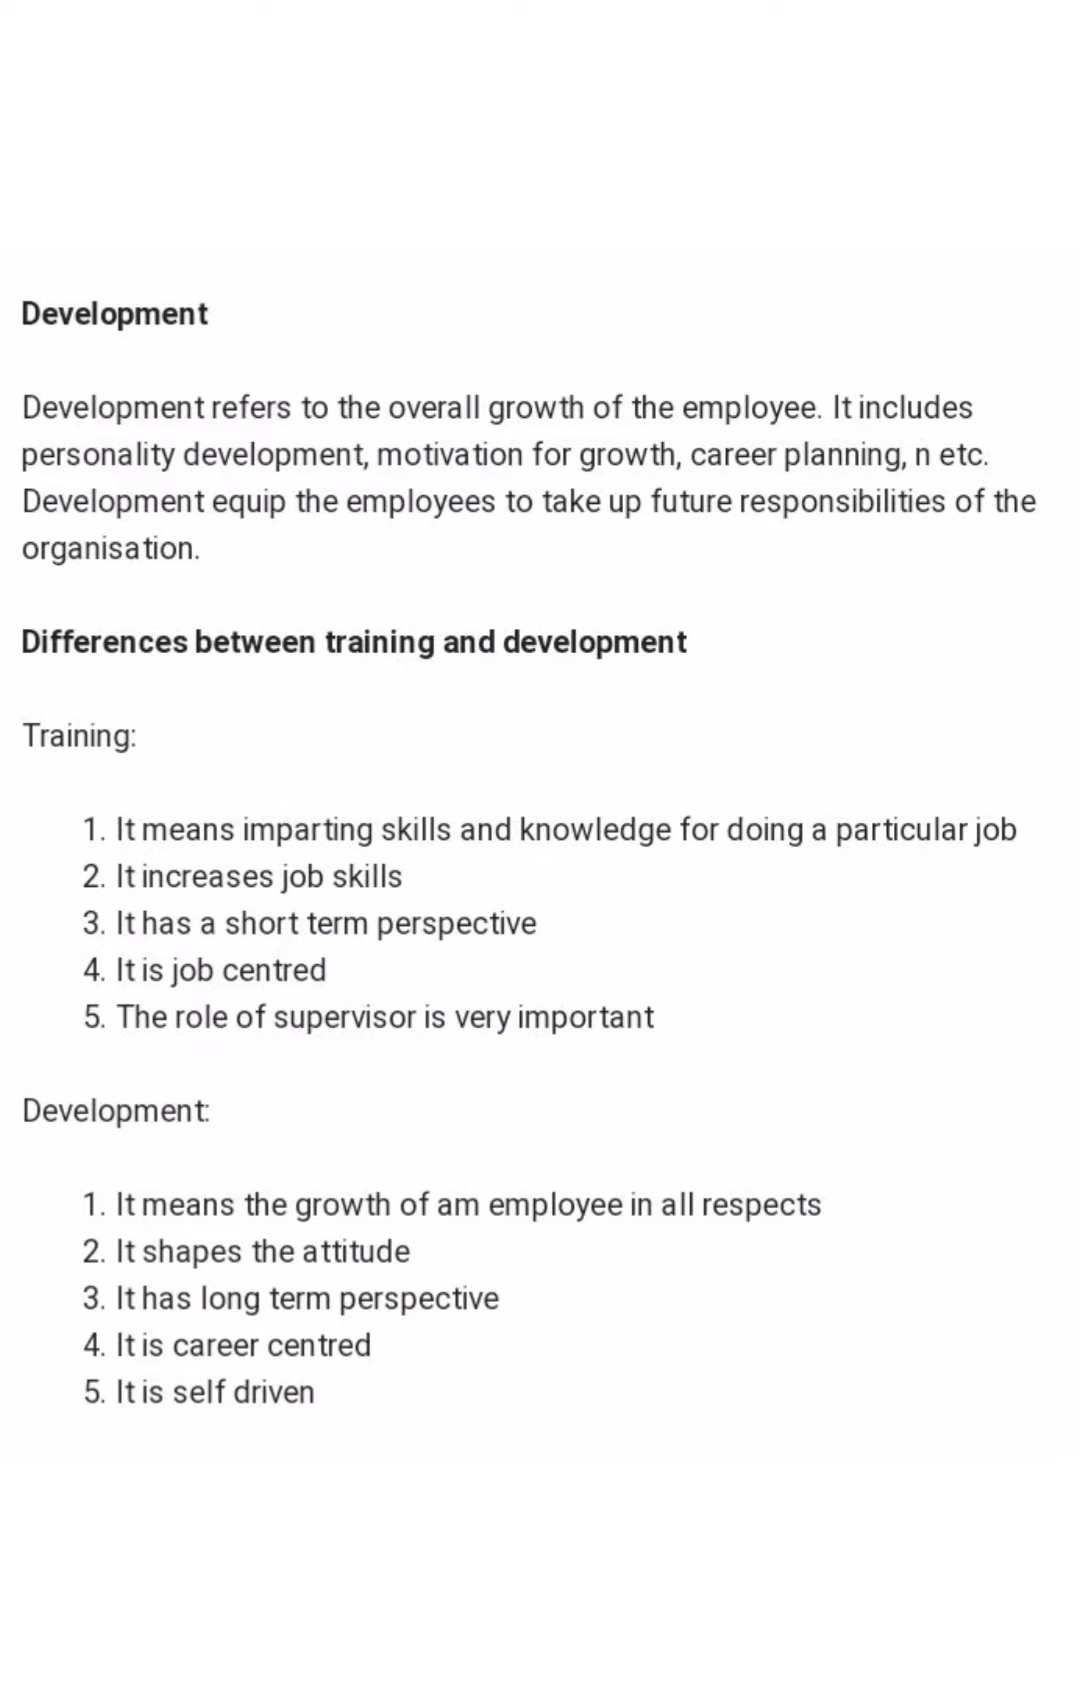 Development
Development refers to the overall growth of the employee. It includes
personality development, motivation for growth, career planning, n etc.
Development equip the employees to take up future responsibilities of the
organisation.
Differences between training and development
Training:
1. It means imparting skills and knowledge for doing a particular job
2. It increases job skills
3. It has a short term perspective
4. It is job centred
5. The role of supervisor is very important
Development:
1. It means the growth of am employee in all respects
2. It shapes the attitude
3. It has long term perspective
4. It is career centred
5. It is self driven